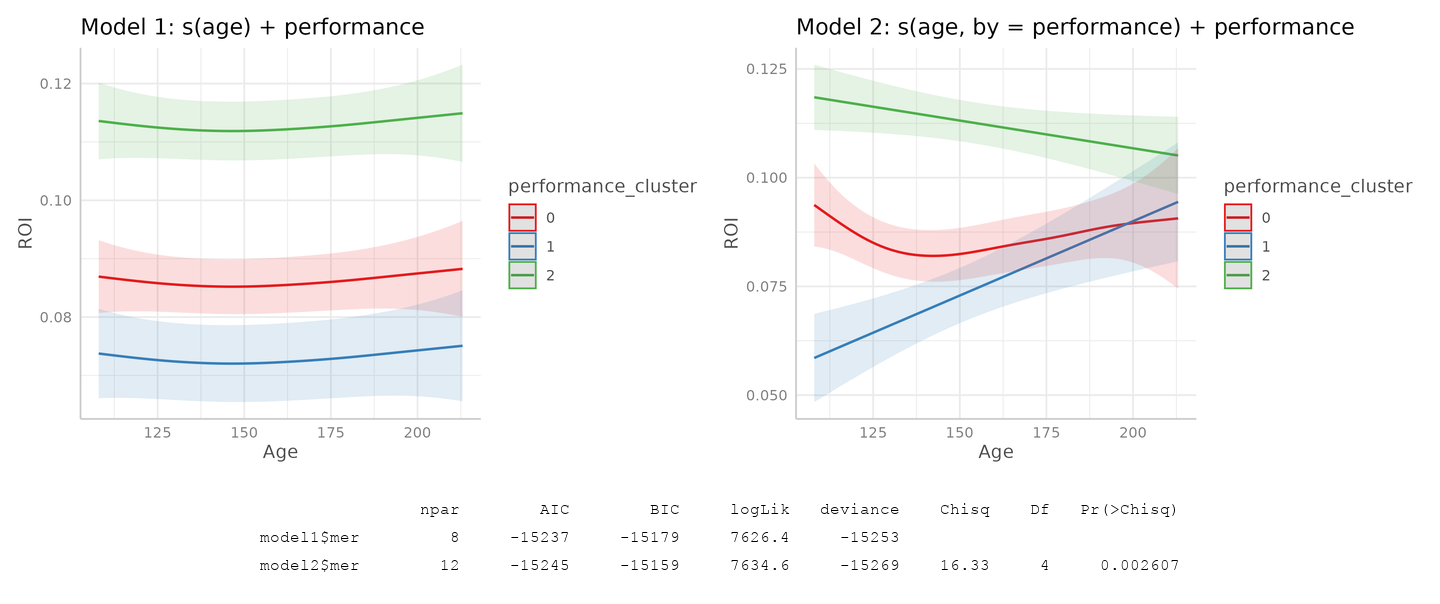 Model 1: s(age) + performance
0.12
0.10
0.08
ROI
125 150 175 200
Age
performance_cluster
0
1
2
Model 2: s(age, by = performance) + performance
0.125
0.100
0.075
0.050
ROI
125 150 175 200
Age
performance_cluster
0
1
2
npar AIC BIC logLik deviance Chisq Df Pr(>Chisq)
model1$mer 8 -15237 -15179 7626.4 -15253
model2$mer 12 -15245 -15159 7634.6 -15269 16.33 4 0.002607